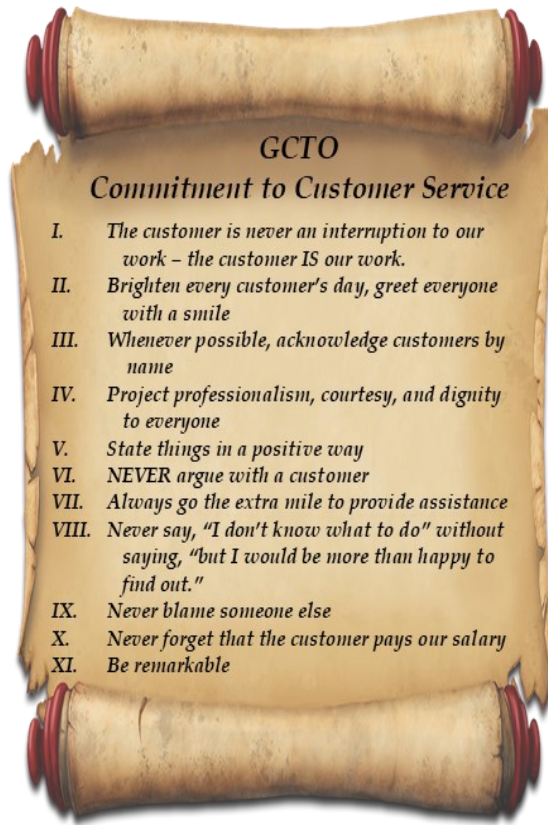 GCTO
Commitment to Customer Service
I. The customer is never an interruption to our
work – the customer IS our work.
II. Brighten every customer's day, greet everyone
with a smile
III. Whenever possible, acknowledge customers by
name
IV. Project professionalism, courtesy, and dignity
to everyone
V. State things in a positive way
VI. NEVER argue with a customer
VII. Always go the extra mile to provide assistance
VIII. Never say, “I don't know what to do” without
saying, “but I would be more than happy to
find out.”
IX. Never blame someone else
X. Never forget that the customer pays our salary
XI. Be remarkable